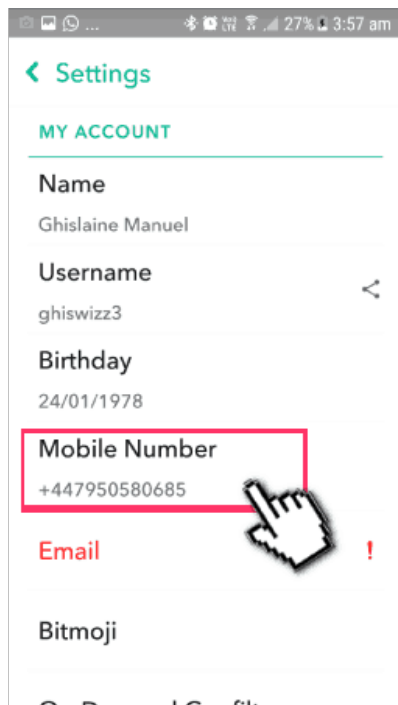 ... 27% 3:57 am
Settings
MY ACCOUNT
Name
Ghislaine Manuel
Username
ghiswizz3
Birthday
24/01/1978
Mobile Number
+447950580685
Email !
Bitmoji